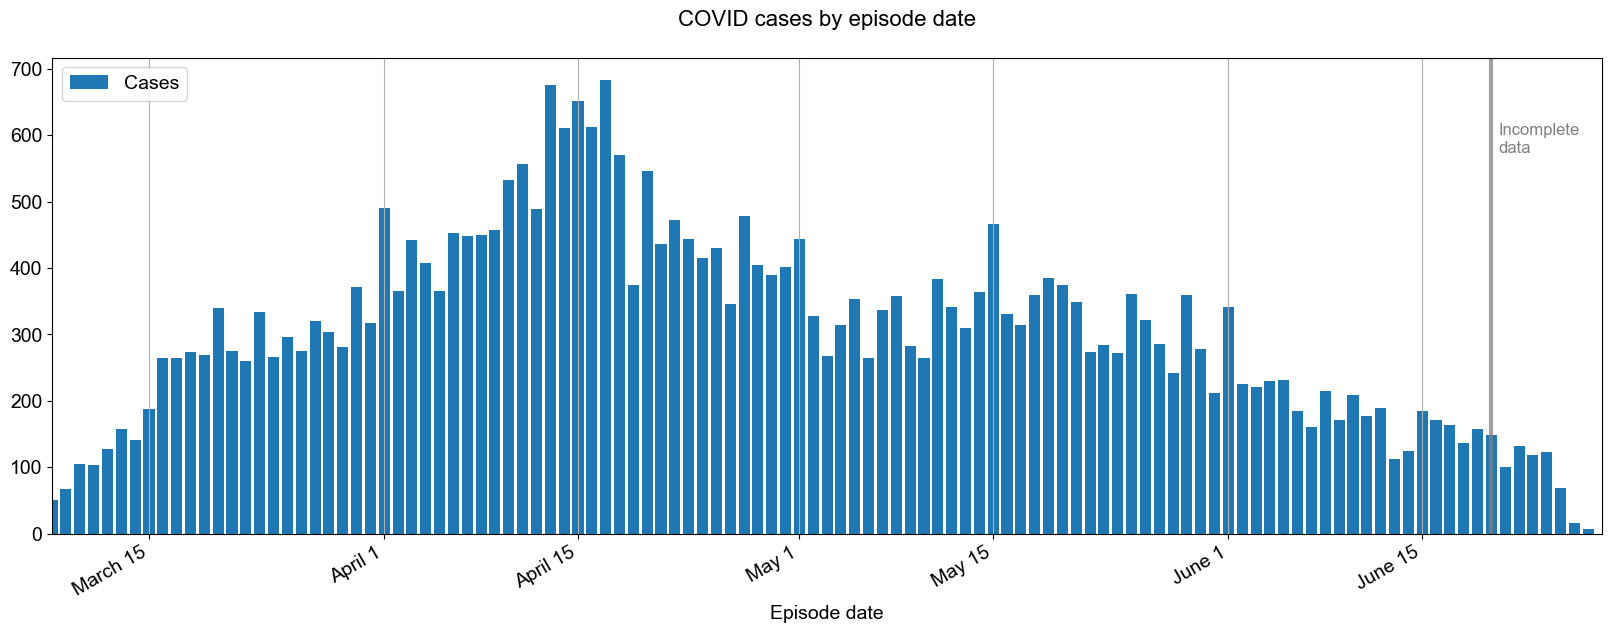 COVID cases by episode date
Cases
700
600
500
400
300
200
100
0
Incomplete
data
March 15
April 1
April 15
May 1
May 15
June 1
June 15
Episode date